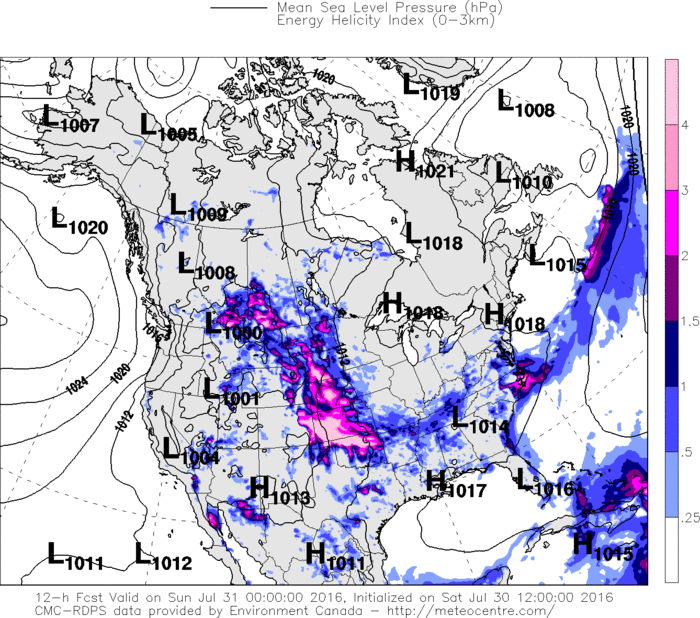 Mean Sea Level Pressure (hPa)
Energy Helicity Index (0-3km)
1020
L1019
L1008
L1007
L1005
1020
1020
H1021
L1010
L1009
1016
L1020
L1018
L1015
L1008
H1018
H1018
L1000
1016
1012
1020
1024
L1001
1012
L1014
L1004
H1013
H1017
L1016
L1011
L1012
H1011
H1015
4
3
2
1.5
1
.5
.25
12-h Fcst Valid on Sun Jul 31 00:00:00 2016, Initialized on Sat Jul 30 12:00:00 2016
CMC-RDPS data provided by Environment Canada - http://meteocentre.com/